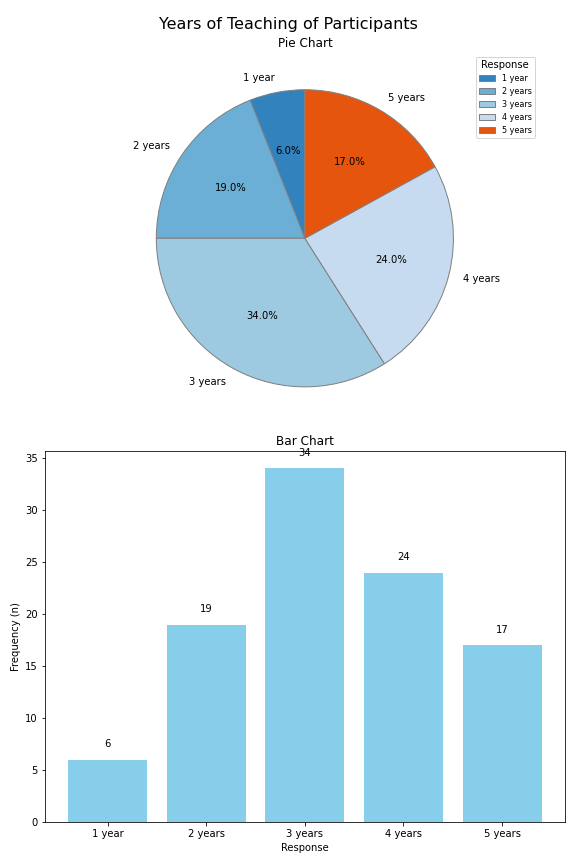 Years of Teaching of Participants
Pie Chart
Response
1 year
2 years
3 years
4 years
5 years
1 year
5 years
2 years
6.0%
17.0%
19.0%
24.0%
4 years
34.0%
3 years
Bar Chart
35
30
25
20
15
10
5
0
Frequency (n)
6
19
34
24
17
1 year
2 years
3 years
4 years
5 years
Response